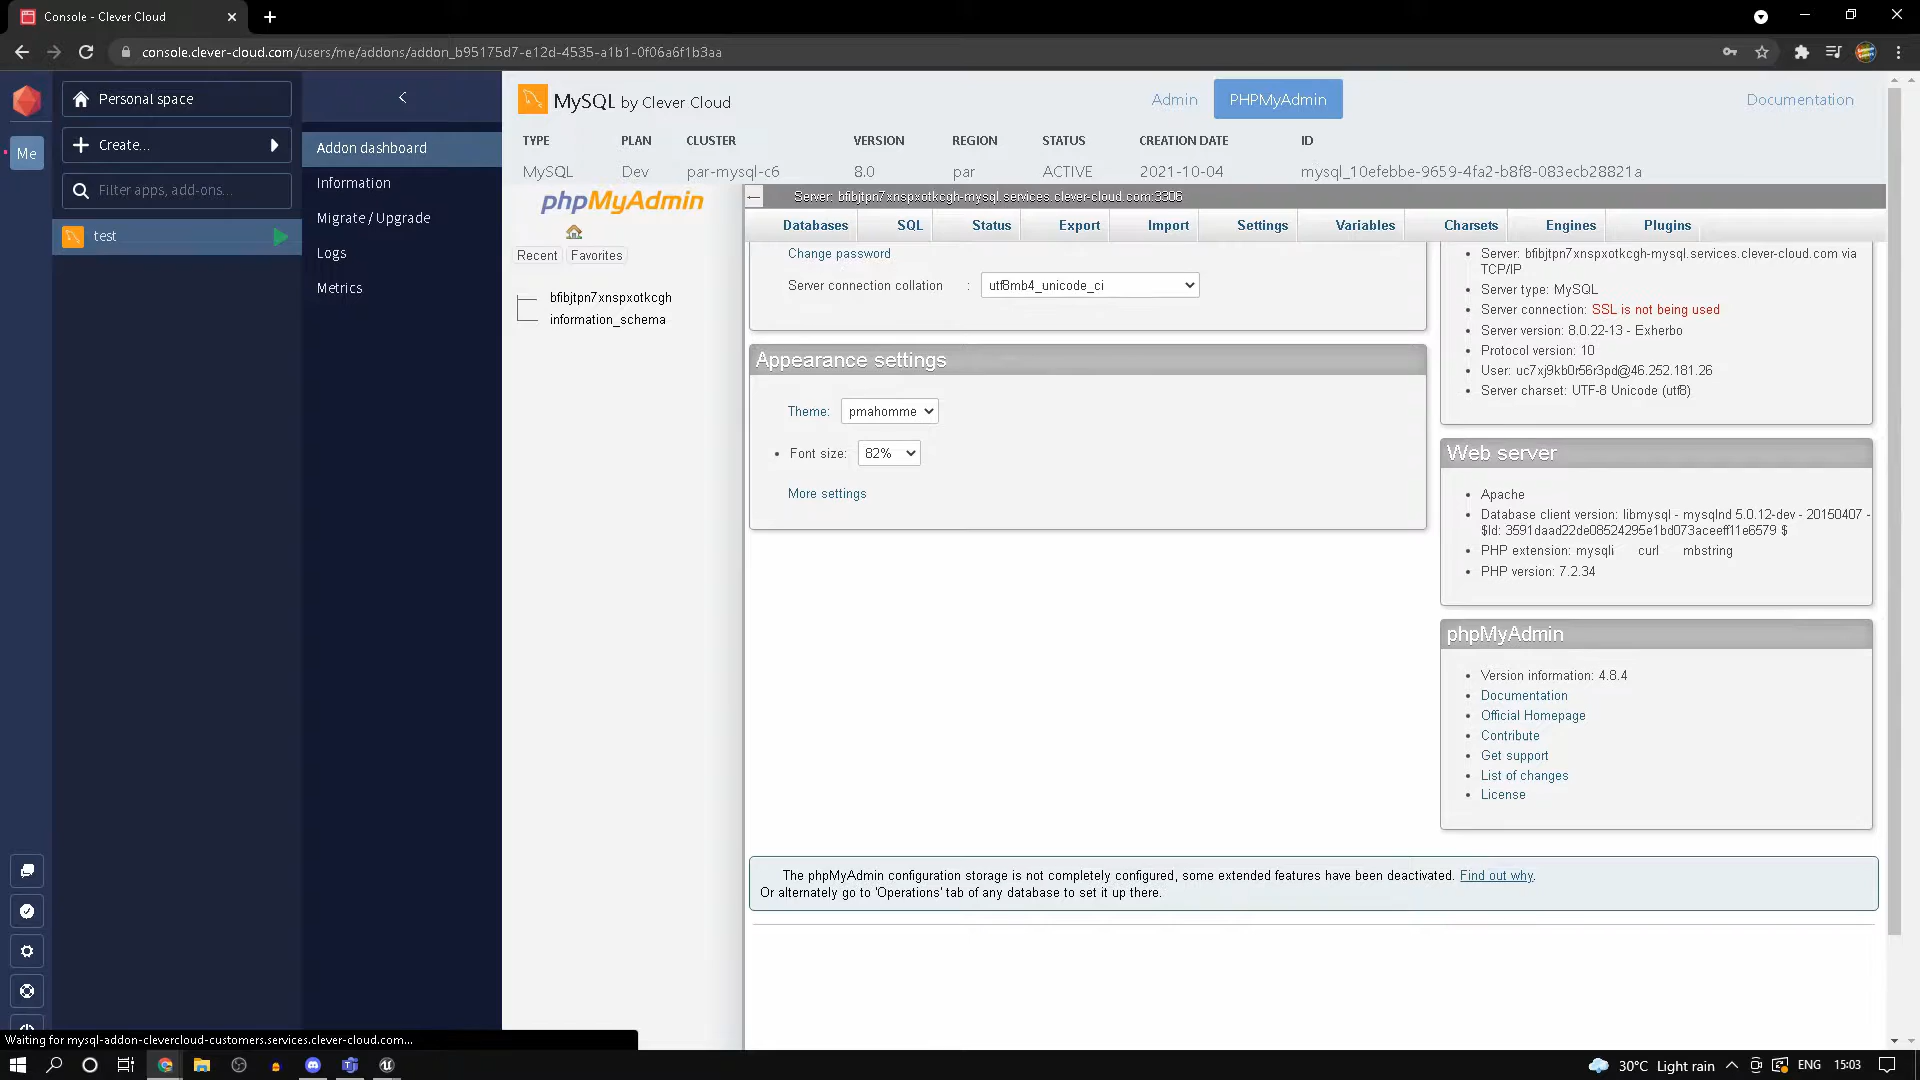 Console - Clever Cloud
console.clever-cloud.com/users/me/addons/addon_b95175d7-e12d-4535-a1b1-0f06a6f1b3aa
Personal space
Create...
Me
Filter apps, add-ons...
test
Addon dashboard
Information
Migrate / Upgrade
Logs
Metrics
MySQL by Clever Cloud
Admin
PHPMyAdmin
Documentation
TYPE PLAN CLUSTER VERSION REGION STATUS CREATION DATE ID
MySQL Dev par-mysql-c6 8.0 par ACTIVE 2021-10-04 mysql_10efebbe-9659-4fa2-b8f8-083ecb28821a
phpMyAdmin
Recent Favorites
bfibjtpn7xnspxotkcgh
information_schema
Server: bfibjtpn7xnspxotkcgh-mysql.services.clever-cloud.com:3306
Databases SQL Status Export Import Settings Variables Charsets Engines Plugins
Change password
Server connection collation : utf8mb4_unicode_ci
Appearance settings
Theme: pmahomme
• Font size: 82%
More settings
• Server: bfibjtpn7xnspxotkcgh-mysql.services.clever-cloud.com via
TCP/IP
• Server type: MySQL
• Server connection: SSL is not being used
• Server version: 8.0.22-13 - Exherbo
• Protocol version: 10
• User: uc7xj9kb0r56r3pd@46.252.181.26
• Server charset: UTF-8 Unicode (utf8)
Web server
• Apache
• Database client version: libmysql - mysqlnd 5.0.12-dev - 20150407 -
$Id: 3591daad22de08524295e1bd073aceeff11e6579 $
• PHP extension: mysqli curl mbstring
• PHP version: 7.2.34
phpMyAdmin
• Version information: 4.8.4
• Documentation
• Official Homepage
• Contribute
• Get support
• List of changes
• License
The phpMyAdmin configuration storage is not completely configured, some extended features have been deactivated. Find out why.
Or alternately go to 'Operations' tab of any database to set it up there.
Waiting for mysql-addon-clevercloud-customers.services.clever-cloud.com...
30°C Light rain
ENG
15:03